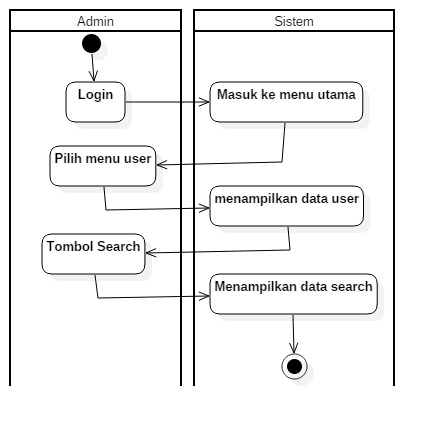 Admin
Sistem
Login
Masuk ke menu utama
Pilih menu user
menampilkan data user
Tombol Search
Menampilkan data search